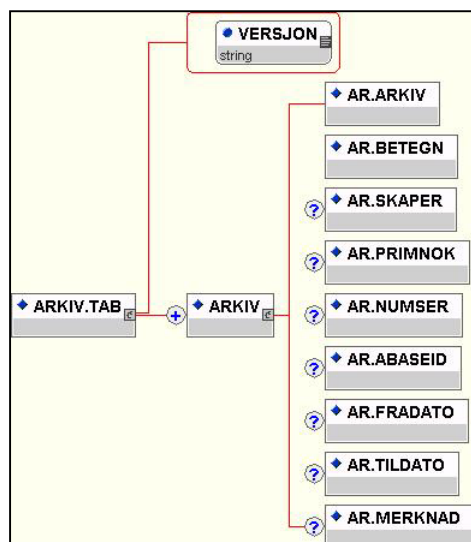 VERSJON
string
AR.ARKIV
AR.BETEGN
? AR.SKAPER
? AR.PRIMNOK
ARKIV.TAB
+ ARKIV
? AR.NUMSER
? AR.ABASEID
? AR.FRADATO
? AR.TILDATO
? AR.MERKNAD